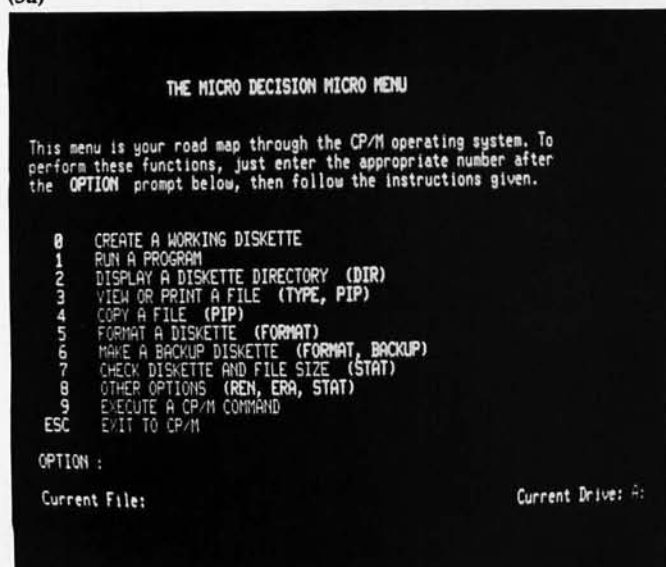 (3a)
THE MICRO DECISION MICRO MENU
This menu is your road map through the CP/M operating system. To
perform these functions, just enter the appropriate number after
the OPTION prompt below, then follow the instructions given.
0 CREATE A WORKING DISKETTE
1 RUN A PROGRAM
2 DISPLAY A DISKETTE DIRECTORY (DIR)
3 VIEW OR PRINT A FILE (TYPE, PIP)
4 COPY A FILE (PIP)
5 FORMAT A DISKETTE (FORMAT)
6 MAKE A BACKUP DISKETTE (FORMAT, BACKUP)
7 CHECK DISKETTE AND FILE SIZE (STAT)
8 OTHER OPTIONS (REN, ERA, STAT)
9 EXECUTE A CP/M COMMAND
ESC EXIT TO CP/M
OPTION :
Current File: Current Drive: A: